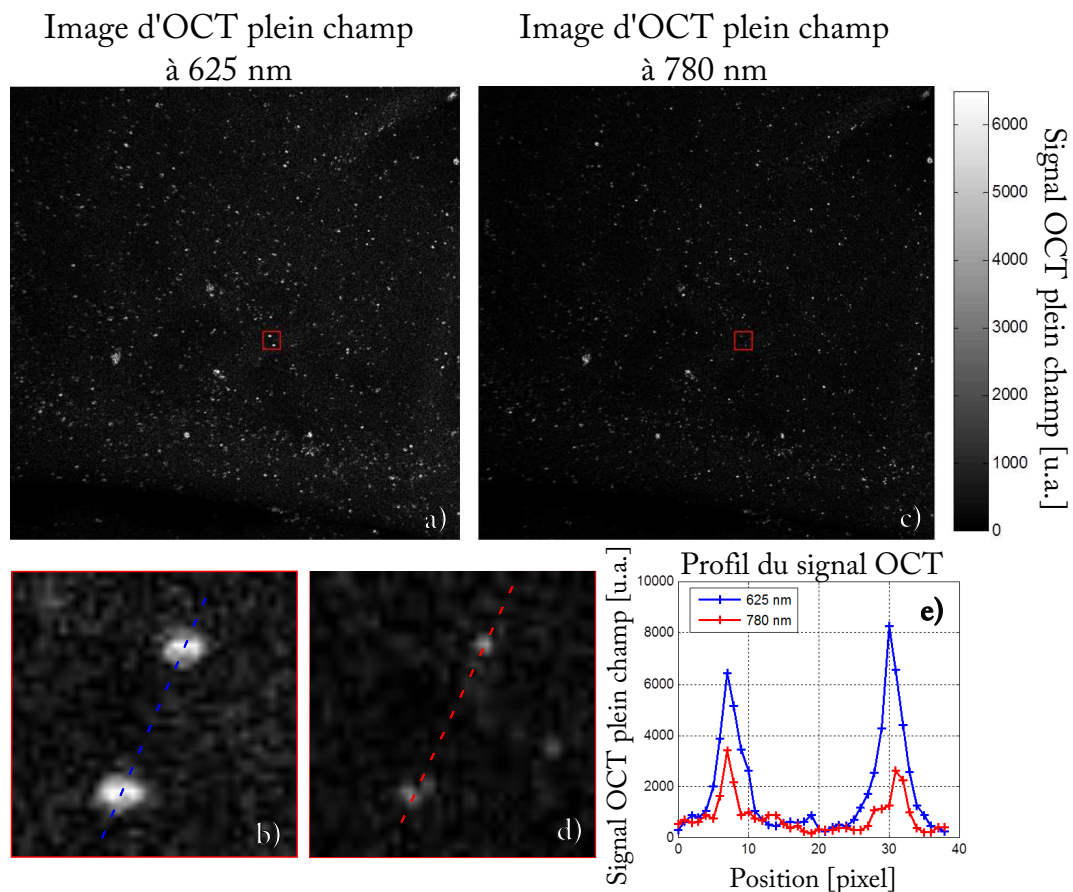 Image d'OCT plein champ
à 625 nm
Image d'OCT plein champ
à 780 nm
a)
c)
6000
5000
4000
3000
2000
1000
0
Signal OCT plein champ [u.a.]
b)
d)
Profil du signal OCT
e)
625 nm
780 nm
10000
8000
6000
4000
2000
0
0
10
20
30
40
Signal OCT plein champ [u.a.]
Position [pixel]